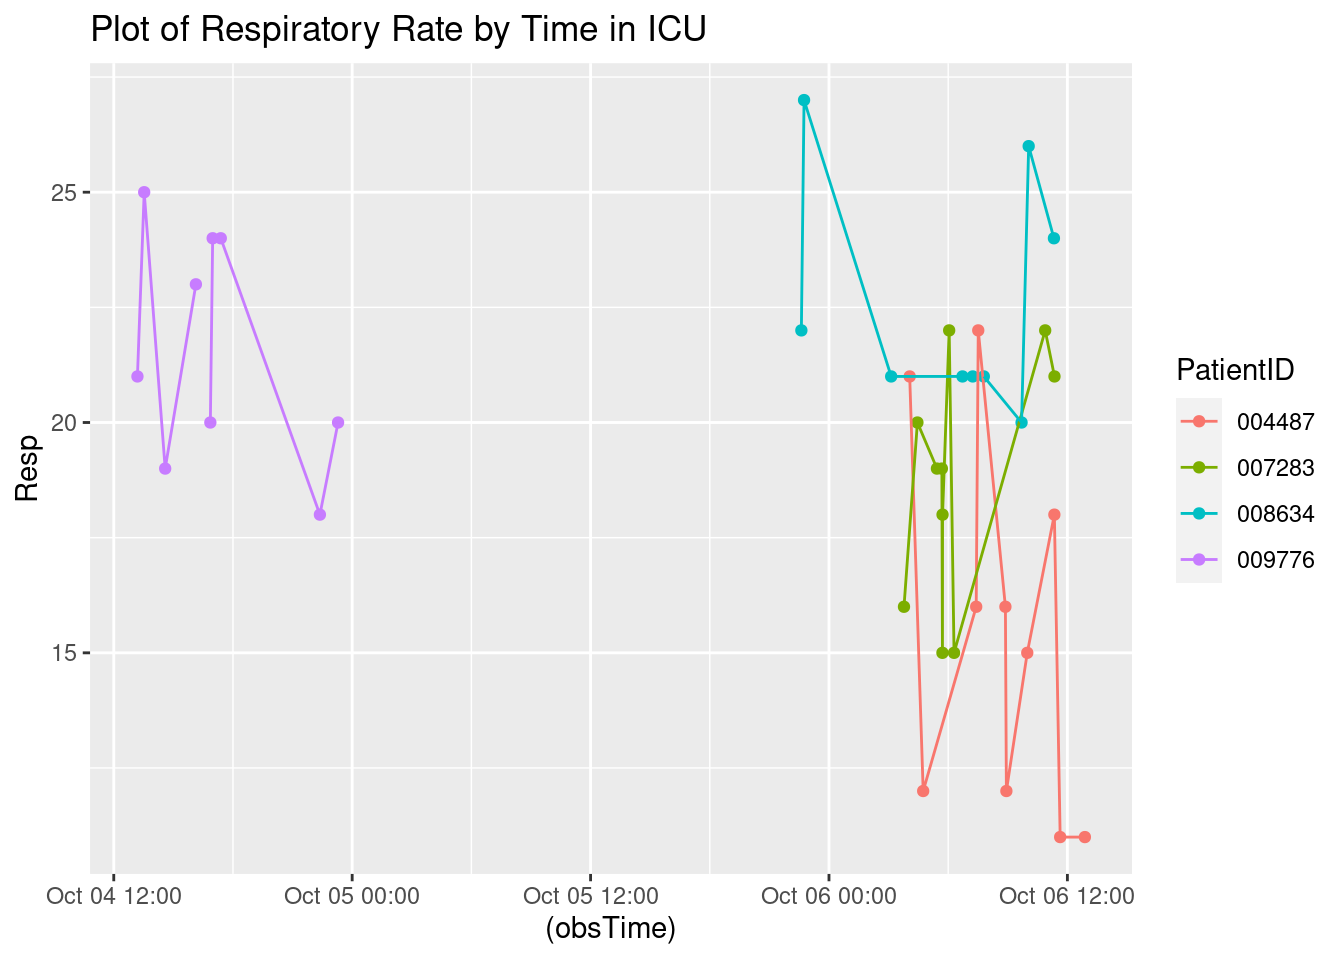 Plot of Respiratory Rate by Time in ICU
Resp
25
20
15
Oct 04 12:00
Oct 05 00:00
Oct 05 12:00
Oct 06 00:00
Oct 06 12:00
(obsTime)
PatientID
004487
007283
008634
009776